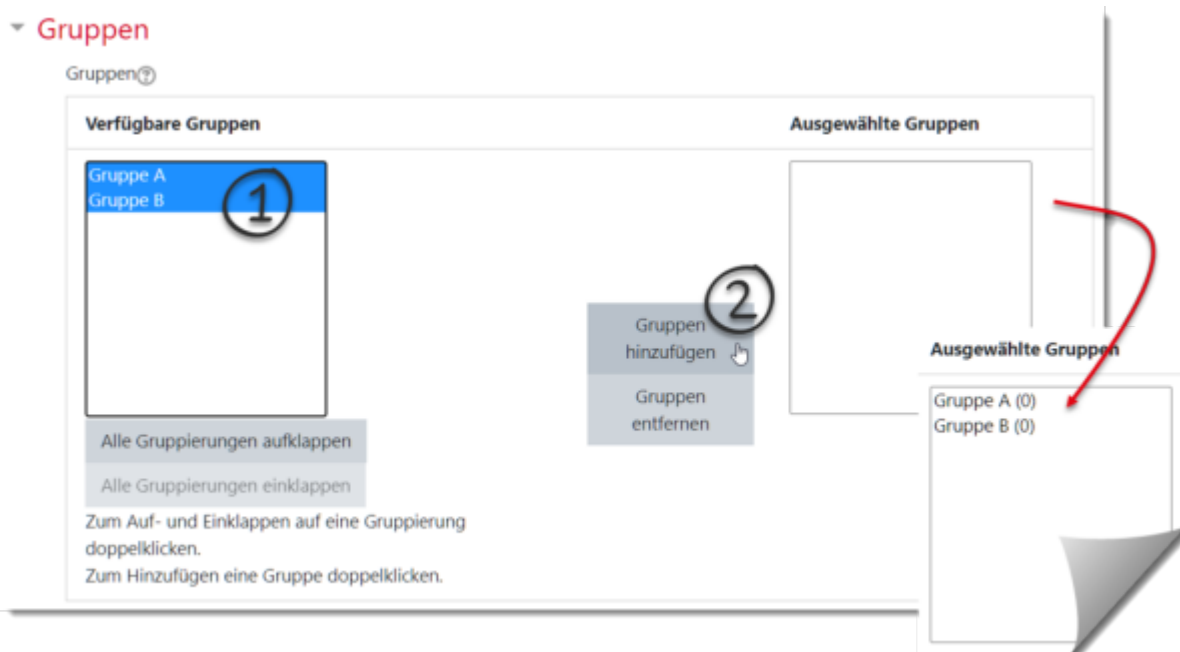 Gruppen
Gruppen?
Verfügbare Gruppen
Ausgewählte Gruppen
Gruppe A
Gruppe B
1
2
Gruppen
hinzufügen
Gruppen
entfernen
Alle Gruppierungen aufklappen
Alle Gruppierungen einklappen
Zum Auf- und Einklappen auf eine Gruppierung
doppelklicken.
Zum Hinzufügen eine Gruppe doppelklicken.
Ausgewählte Gruppen
Gruppe A (0)
Gruppe B (0)